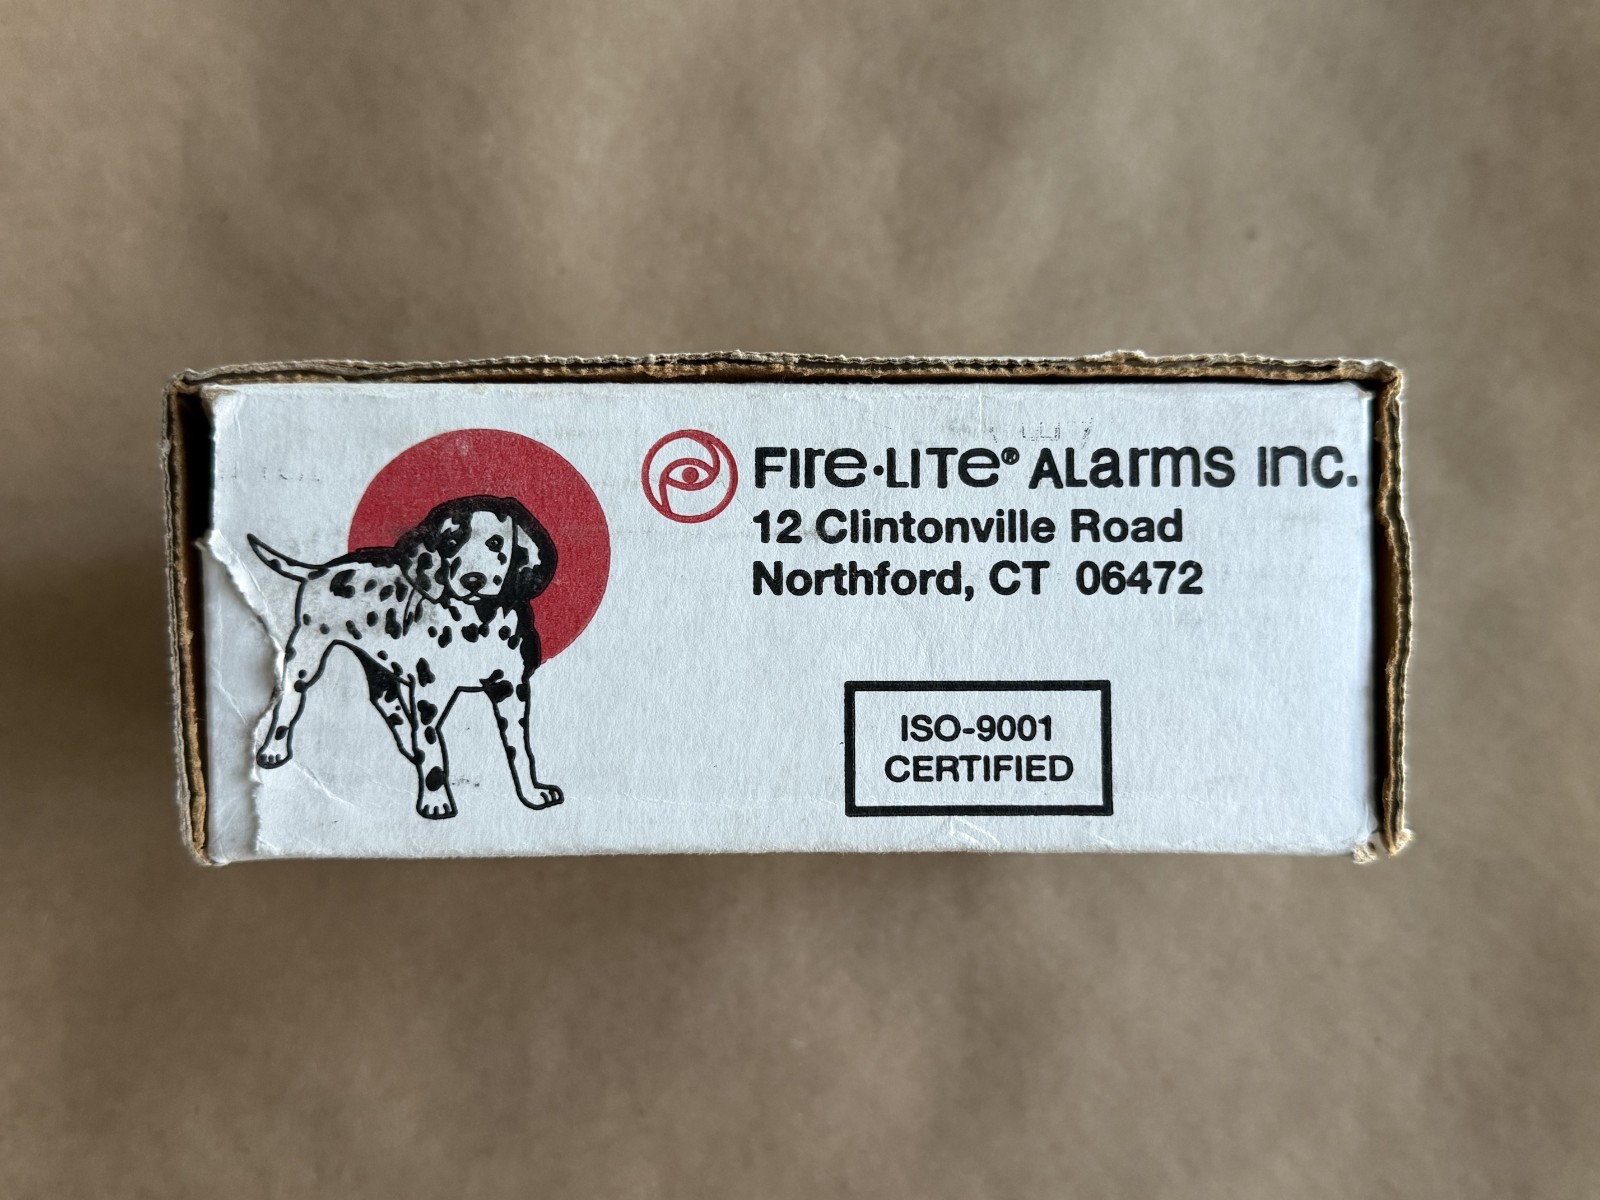 FIre•LITe® ALarms Inc.
12 Clintonville Road
Northford, CT 06472
ISO-9001
CERTIFIED